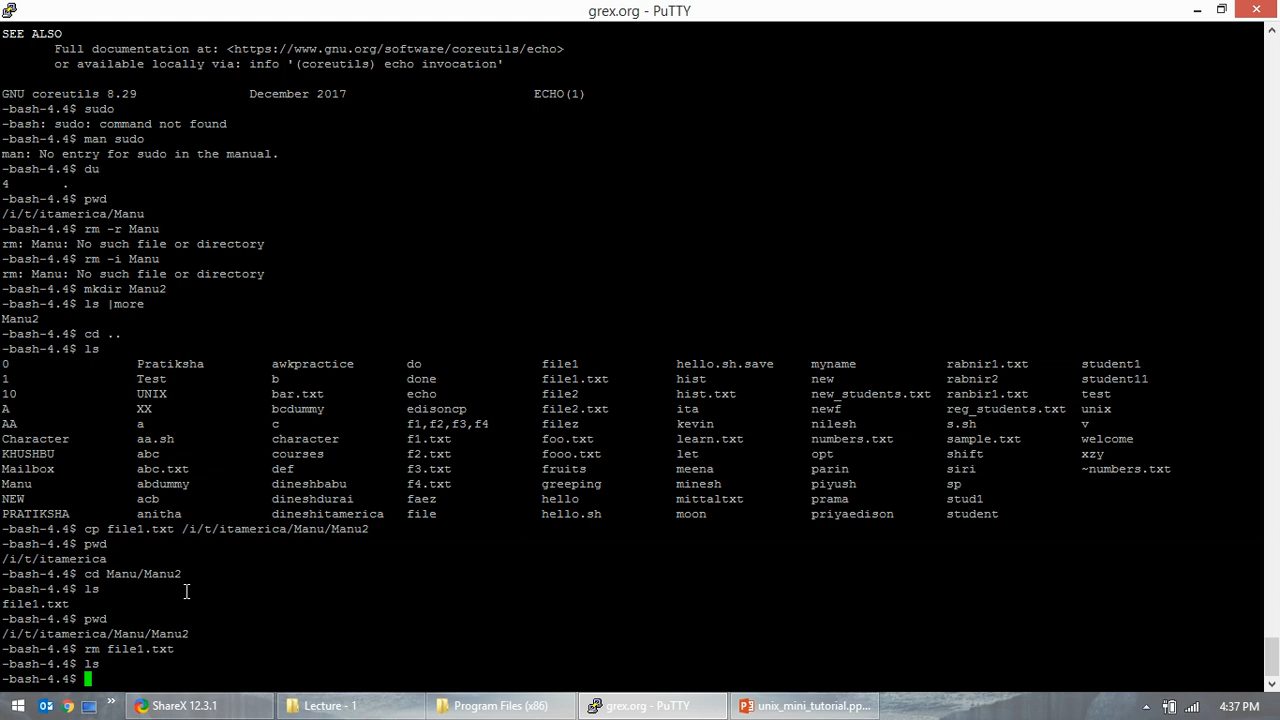 grex.org - PuTTY
SEE ALSO
Full documentation at: <https://www.gnu.org/software/coreutils/echo>
or available locally via: info '(coreutils) echo invocation'
GNU coreutils 8.29 December 2017 ECHO(1)
-bash-4.4$ sudo
-bash: sudo: command not found
-bash-4.4$ man sudo
man: No entry for sudo in the manual.
-bash-4.4$ du
4 .
-bash-4.4$ pwd
/i/t/itamerica/Manu
-bash-4.4$ rm -r Manu
rm: Manu: No such file or directory
-bash-4.4$ rm -i Manu
rm: Manu: No such file or directory
-bash-4.4$ mkdir Manu2
-bash-4.4$ ls |more
Manu2
-bash-4.4$ cd ..
-bash-4.4$ ls
0 Pratiksha awkpractice do file1 hello.sh.save myname rabnir1.txt student1
1 Test b done file1.txt hist new rabnir2 student11
10 UNIX bar.txt echo file2 hist.txt new_students.txt ranbir1.txt test
A XX bcdummy edisoncp file2.txt ita newf reg_students.txt unix
AA a c f1,f2,f3,f4 filez kevin nilesh s.sh v
Character aa.sh character f1.txt foo.txt learn.txt numbers.txt sample.txt welcome
KHUSHBU abc courses f2.txt fooo.txt let opt shift xzy
Mailbox abc.txt def f3.txt fruits meena parin siri ~numbers.txt
Manu abdummy dineshbabu f4.txt greeping minesh piyush sp
NEW acb dineshdurai faez hello mittaltxt prama stud1
PRATIKSHA anitha dineshitamerica file hello.sh moon priyaedison student
-bash-4.4$ cp file1.txt /i/t/itamerica/Manu/Manu2
-bash-4.4$ pwd
/i/t/itamerica
-bash-4.4$ cd Manu/Manu2
-bash-4.4$ ls
file1.txt
-bash-4.4$ pwd
/i/t/itamerica/Manu/Manu2
-bash-4.4$ rm file1.txt
-bash-4.4$ ls
-bash-4.4$
ShareX 12.3.1 Lecture - 1 Program Files (x86) grex.org - PuTTY unix_mini_tutorial.pp... 4:37 PM